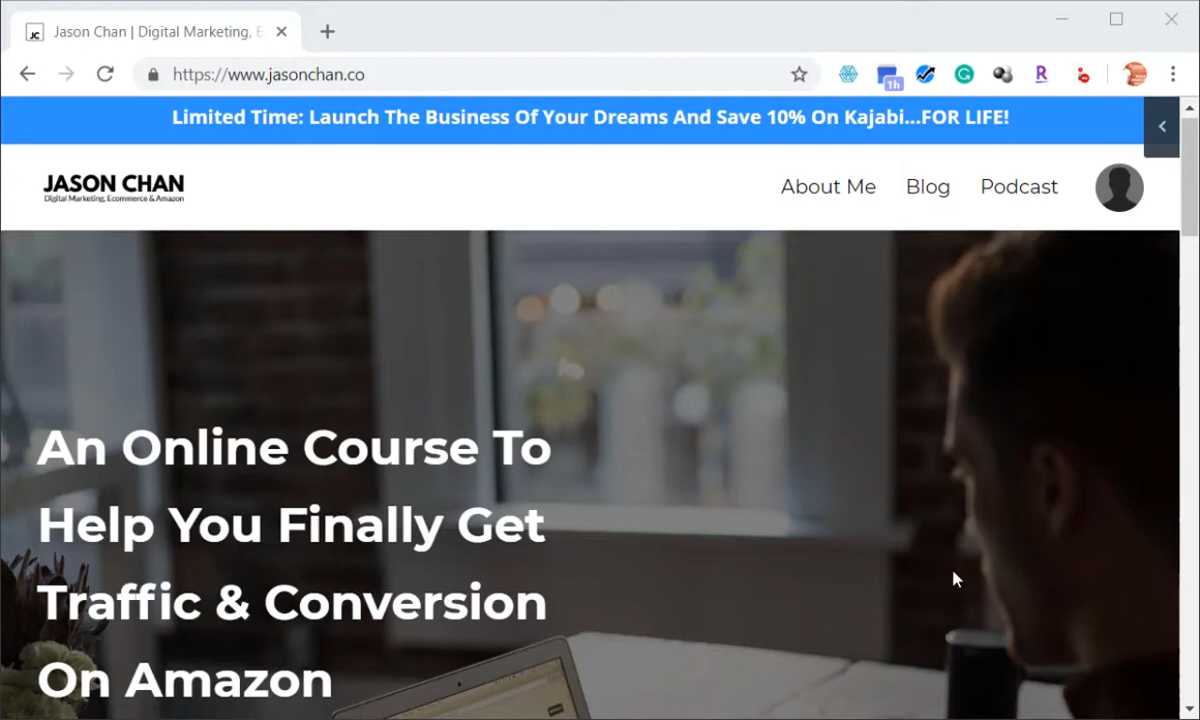 Jason Chan | Digital Marketing, E
https://www.jasonchan.co
1h
Limited Time: Launch The Business Of Your Dreams And Save 10% On Kajabi...FOR LIFE!
JASON CHAN
Digital Marketing, Ecommerce & Amazon
About Me
Blog
Podcast
An Online Course To
Help You Finally Get
Traffic & Conversion
On Amazon